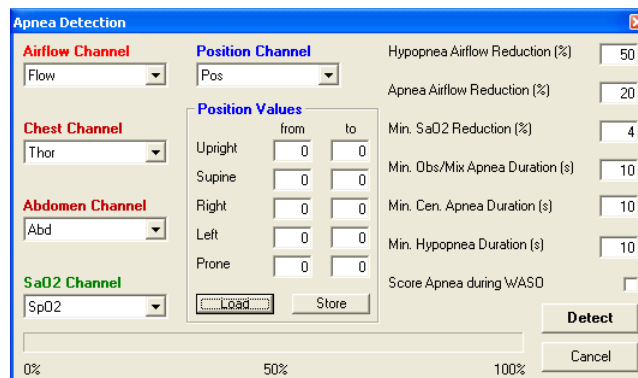 Apnea Detection
Airflow Channel
Flow
Chest Channel
Thor
Abdomen Channel
Abd
SaO2 Channel
SpO2
Position Channel
Pos
Position Values
from to
Upright 0 0
Supine 0 0
Right 0 0
Left 0 0
Prone 0 0
Load Store
Hypopnea Airflow Reduction (%) 50
Apnea Airflow Reduction (%) 20
Min. SaO2 Reduction (%) 4
Min. Obs/Mix Apnea Duration (s) 10
Min. Cen. Apnea Duration (s) 10
Min. Hypopnea Duration (s) 10
Score Apnea during WASO
Detect
Cancel
0% 50% 100%